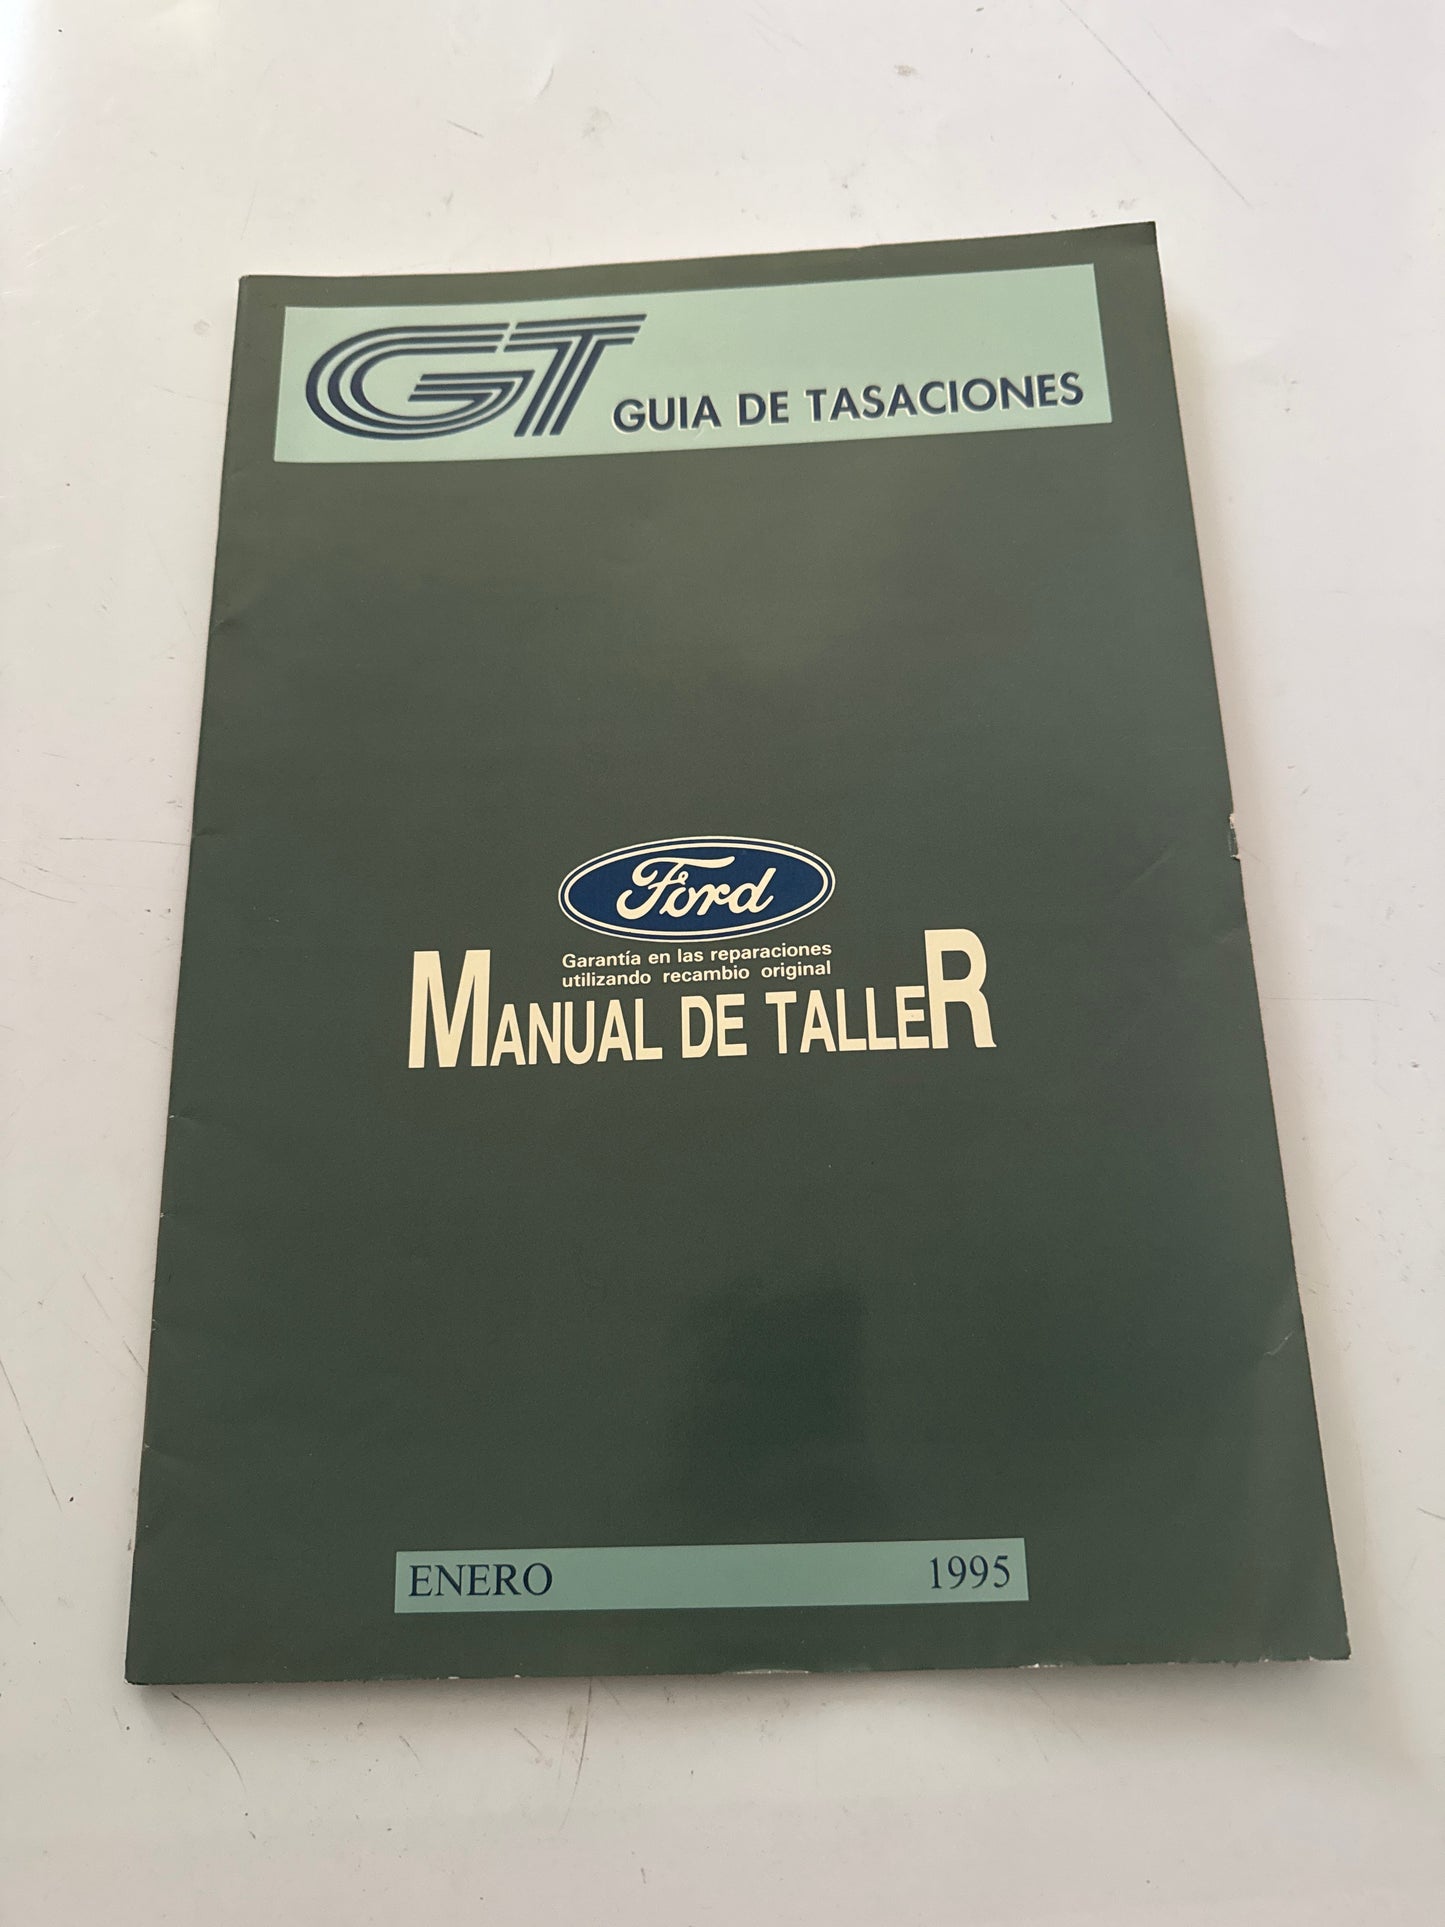 GT GUIA DE TASACIONES
Ford
Garantía en las reparaciones
utilizando recambio original
MANUAL DE TALLER
ENERO 1995